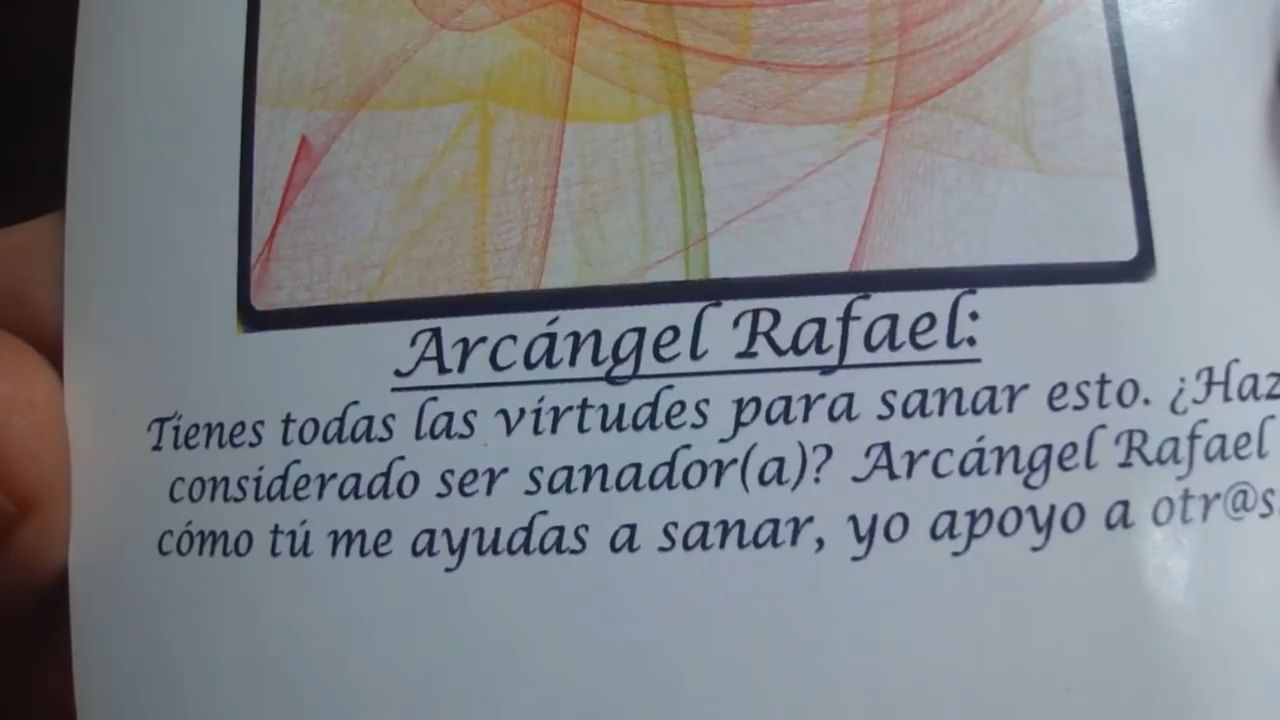 Arcángel Rafael:
Tienes todas las virtudes para sanar esto. ¿Haz
considerado ser sanador(a)? Arcángel Rafael
cómo tú me ayudas a sanar, yo apoyo a otr@s